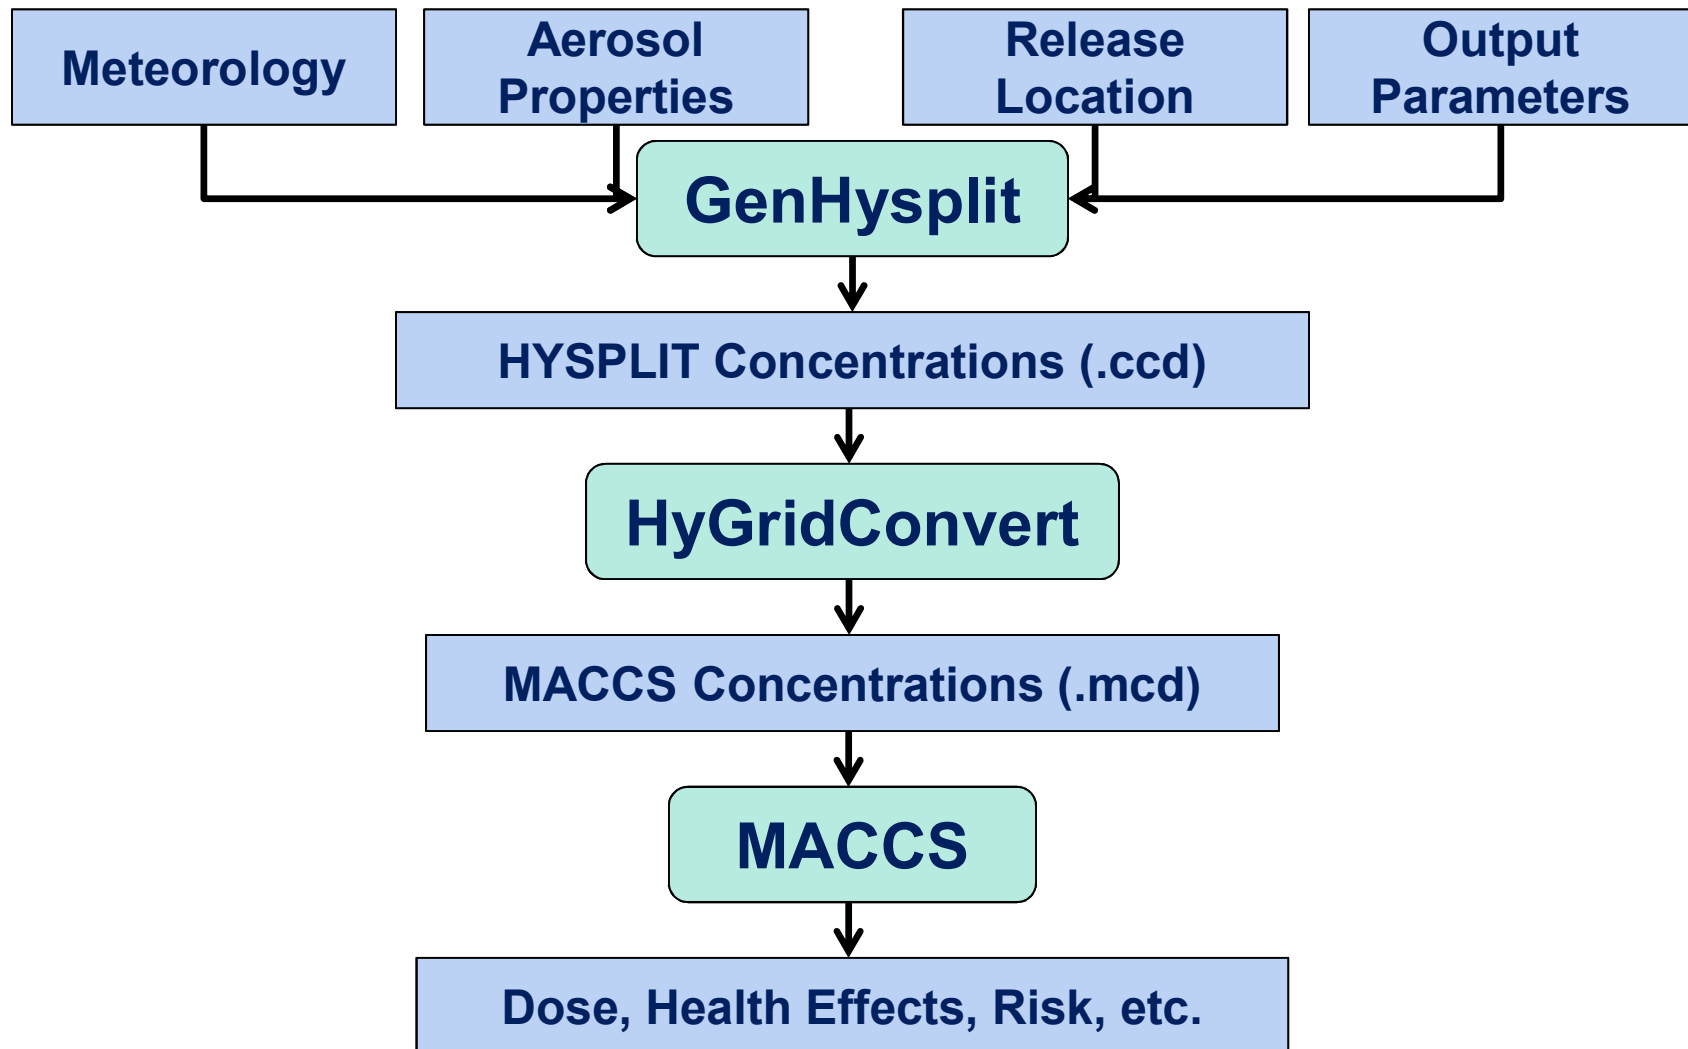 Meteorology
Aerosol
Properties
Release
Location
Output
Parameters
GenHysplit
HYSPLIT Concentrations (.ccd)
HyGridConvert
MACCS Concentrations (.mcd)
MACCS
Dose, Health Effects, Risk, etc.